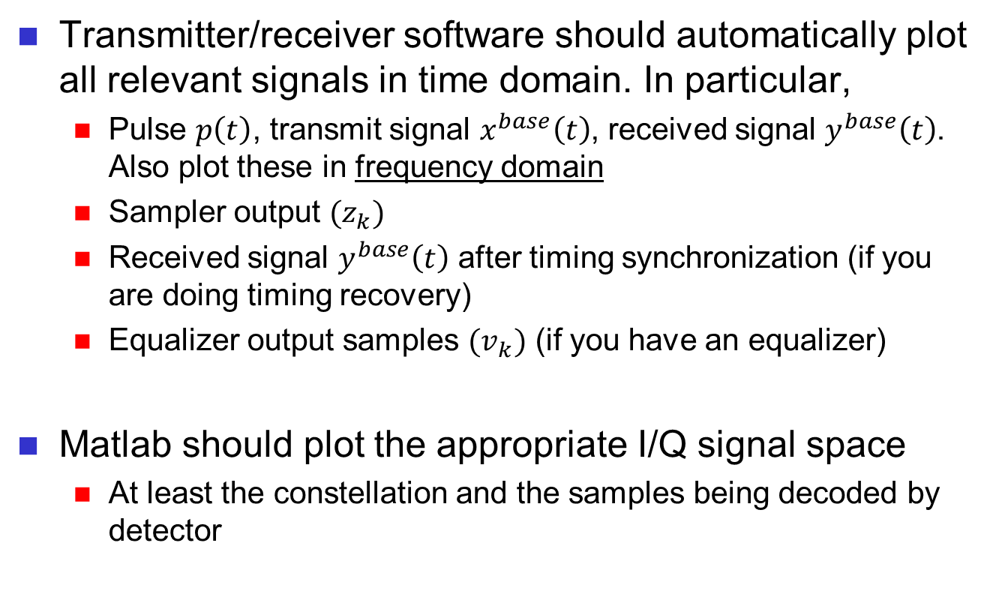 Transmitter/receiver software should automatically plot
all relevant signals in time domain. In particular,
Pulse p(t), transmit signal x^{base}(t), received signal y^{base}(t).
Also plot these in frequency domain
Sampler output (z_k)
Received signal y^{base}(t) after timing synchronization (if you
are doing timing recovery)
Equalizer output samples (v_k) (if you have an equalizer)
Matlab should plot the appropriate I/Q signal space
At least the constellation and the samples being decoded by
detector